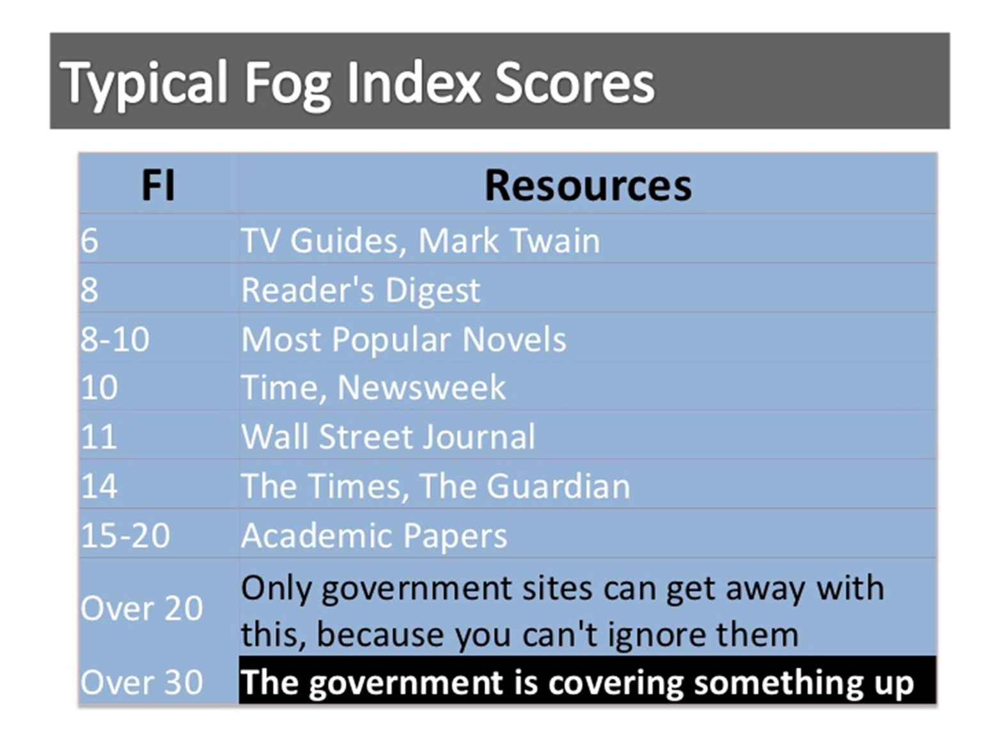 Typical Fog Index Scores
FI Resources
6 TV Guides, Mark Twain
8 Reader's Digest
8-10 Most Popular Novels
10 Time, Newsweek
11 Wall Street Journal
14 The Times, The Guardian
15-20 Academic Papers
Over 20 Only government sites can get away with
this, because you can't ignore them
Over 30 The government is covering something up